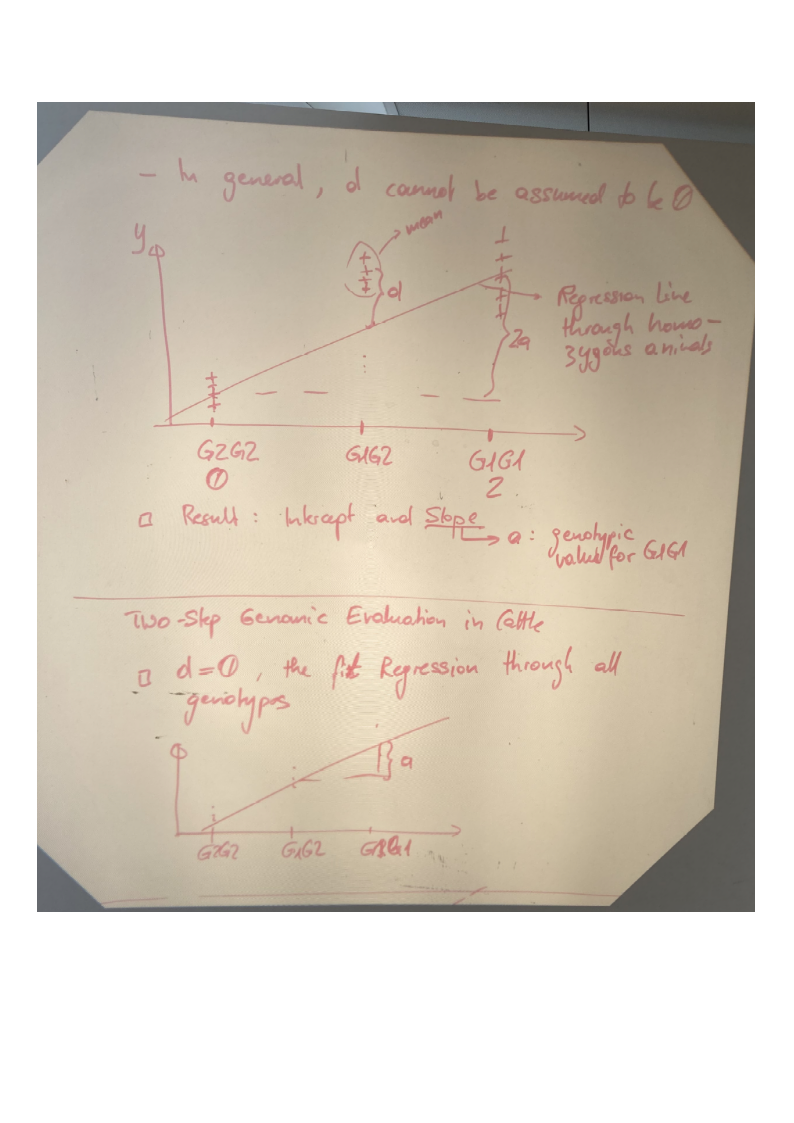 - In general, d cannot be assumed to be 0
y
mean
d
2a
Regression Line
through homo-
zygous animals
G2G2
G1G2
G1G1
0
2
Result: Intercept and Slope
a: genotypic
value for G1G1
Two-Step Genomic Evaluation in Cattle
d=0, the fit Regression through all
genotypes
a
G2G2
G1G2
G1G1